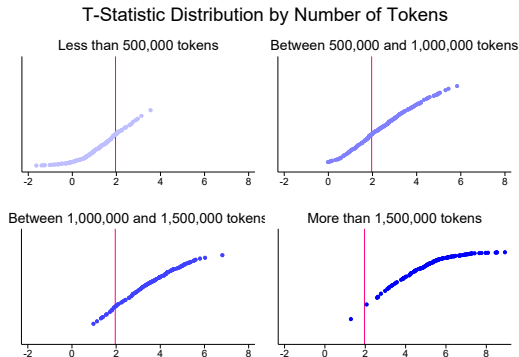 T-Statistic Distribution by Number of Tokens
Less than 500,000 tokens
Between 500,000 and 1,000,000 tokens
-2 0 2 4 6 8
-2 0 2 4 6 8
Between 1,000,000 and 1,500,000 tokens
More than 1,500,000 tokens
-2 0 2 4 6 8
-2 0 2 4 6 8